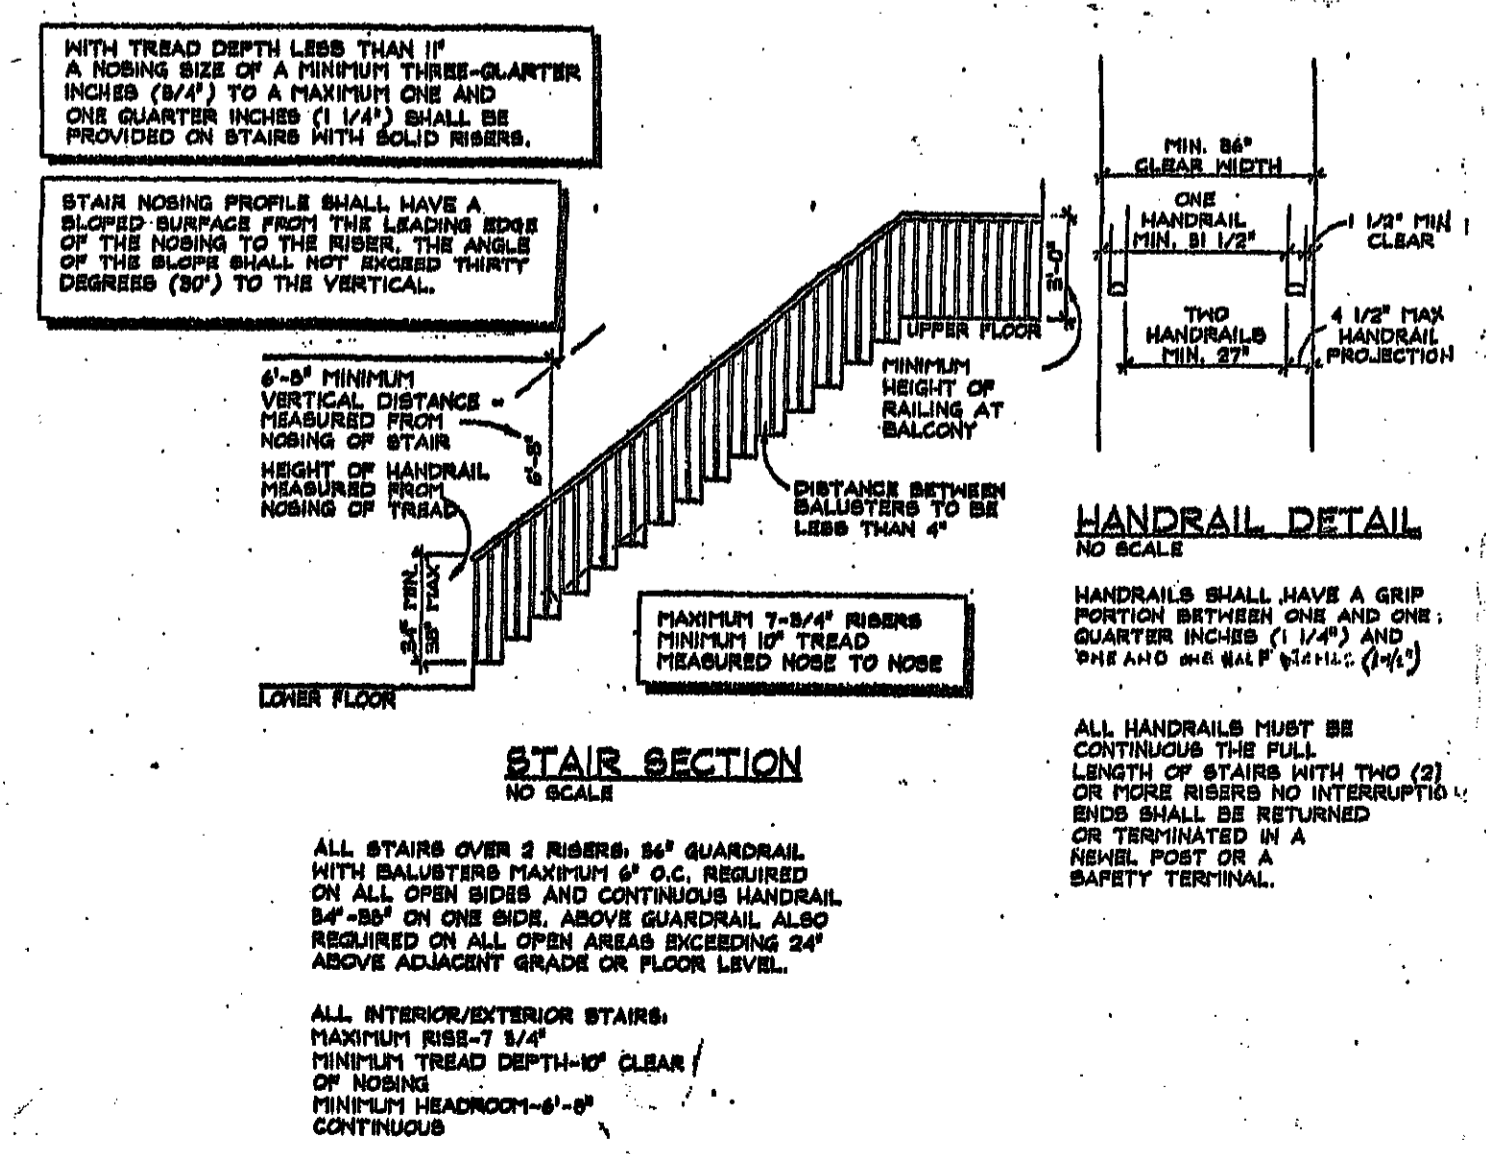 WITH TREAD DEPTH LESS THAN 11"
A NOSING SIZE OF A MINIMUM THREE-QUARTER
INCHES (3/4") TO A MAXIMUM ONE AND
ONE QUARTER INCHES (1 1/4") SHALL BE
PROVIDED ON STAIRS WITH SOLID RISERS.
STAIR NOSING PROFILE SHALL HAVE A
SLOPED SURFACE FROM THE LEADING EDGE
OF THE NOSING TO THE RISER. THE ANGLE
OF THE SLOPE SHALL NOT EXCEED THIRTY
DEGREES (30°) TO THE VERTICAL.
6'-8" MINIMUM
VERTICAL DISTANCE -
MEASURED FROM
NOSING OF STAIR
HEIGHT OF HANDRAIL
MEASURED FROM
NOSING OF TREAD
6'-8"
34" MIN.
38" MAX
LOWER FLOOR
UPPER FLOOR
3'-0"
MINIMUM
HEIGHT OF
RAILING AT
BALCONY
DISTANCE BETWEEN
BALUSTERS TO BE
LESS THAN 4"
MAXIMUM 7-3/4" RISERS
MINIMUM 10" TREAD
MEASURED NOSE TO NOSE
STAIR SECTION
NO SCALE
ALL STAIRS OVER 2 RISERS: 36" GUARDRAIL
WITH BALUSTERS MAXIMUM 6" O.C. REQUIRED
ON ALL OPEN SIDES AND CONTINUOUS HANDRAIL
34"-38" ON ONE SIDE. ABOVE GUARDRAIL ALSO
REQUIRED ON ALL OPEN AREAS EXCEEDING 24"
ABOVE ADJACENT GRADE OR FLOOR LEVEL.
ALL INTERIOR/EXTERIOR STAIRS:
MAXIMUM RISE-7 3/4"
MINIMUM TREAD DEPTH-10" CLEAR
OF NOSING
MINIMUM HEADROOM-6'-8"
CONTINUOUS
MIN. 36"
CLEAR WIDTH
ONE
HANDRAIL
MIN. 31 1/2"
1 1/2" MIN
CLEAR
TWO
HANDRAILS
MIN. 27"
4 1/2" MAX
HANDRAIL
PROJECTION
HANDRAIL DETAIL
NO SCALE
HANDRAILS SHALL HAVE A GRIP
PORTION BETWEEN ONE AND ONE
QUARTER INCHES (1 1/4") AND
ONE AND ONE HALF INCHES (1-1/2")
ALL HANDRAILS MUST BE
CONTINUOUS THE FULL
LENGTH OF STAIRS WITH TWO (2)
OR MORE RISERS NO INTERRUPTIO
ENDS SHALL BE RETURNED
OR TERMINATED IN A
NEWEL POST OR A
SAFETY TERMINAL.